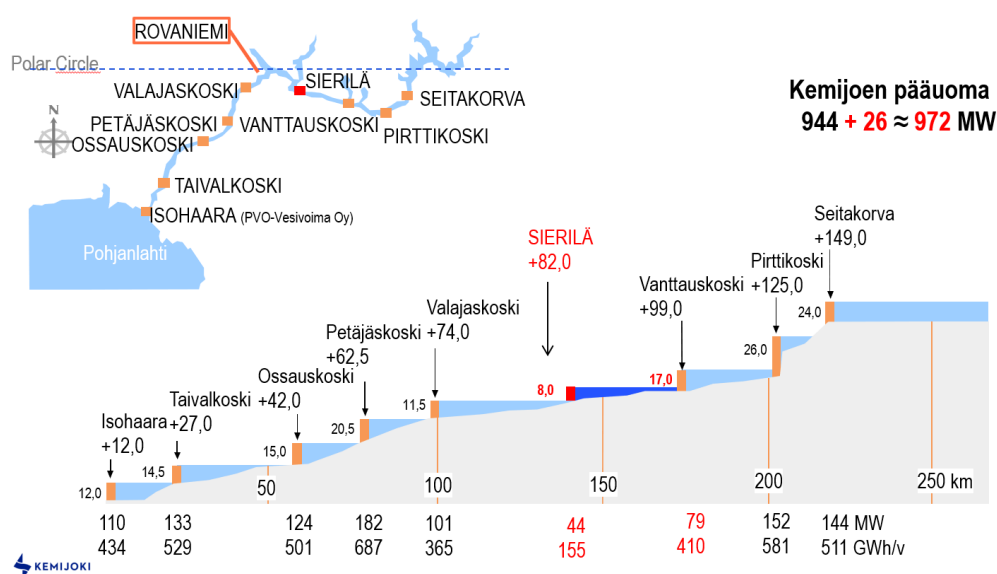 ROVANIEMI
Polar Circle
SIERILÄ
VALAJASKOSKI
SEITAKORVA
N
PETÄJÄSKOSKI
VANTTAUSKOSKI
PIRTTIKOSKI
OSSAUSKOSKI
TAIVALKOSKI
ISOHAARA (PVO-Vesivoima Oy)
Pohjanlahti
Kemijoen pääuoma
944 + 26 ≈ 972 MW
Seitakorva
+149,0
SIERILÄ
+82,0
Pirttikoski
+125,0
Vanttauskoski
+99,0
Valajaskoski
+74,0
Petäjäskoski
+62,5
Ossauskoski
+42,0
Taivalkoski
+27,0
Isohaara
+12,0
24,0
26,0
17,0
8,0
11,5
20,5
15,0
14,5
12,0
50
100
150
200
250 km
110 133 124 182 101 44 79 152 144 MW
434 529 501 687 365 155 410 581 511 GWh/v
KEMIJOKI